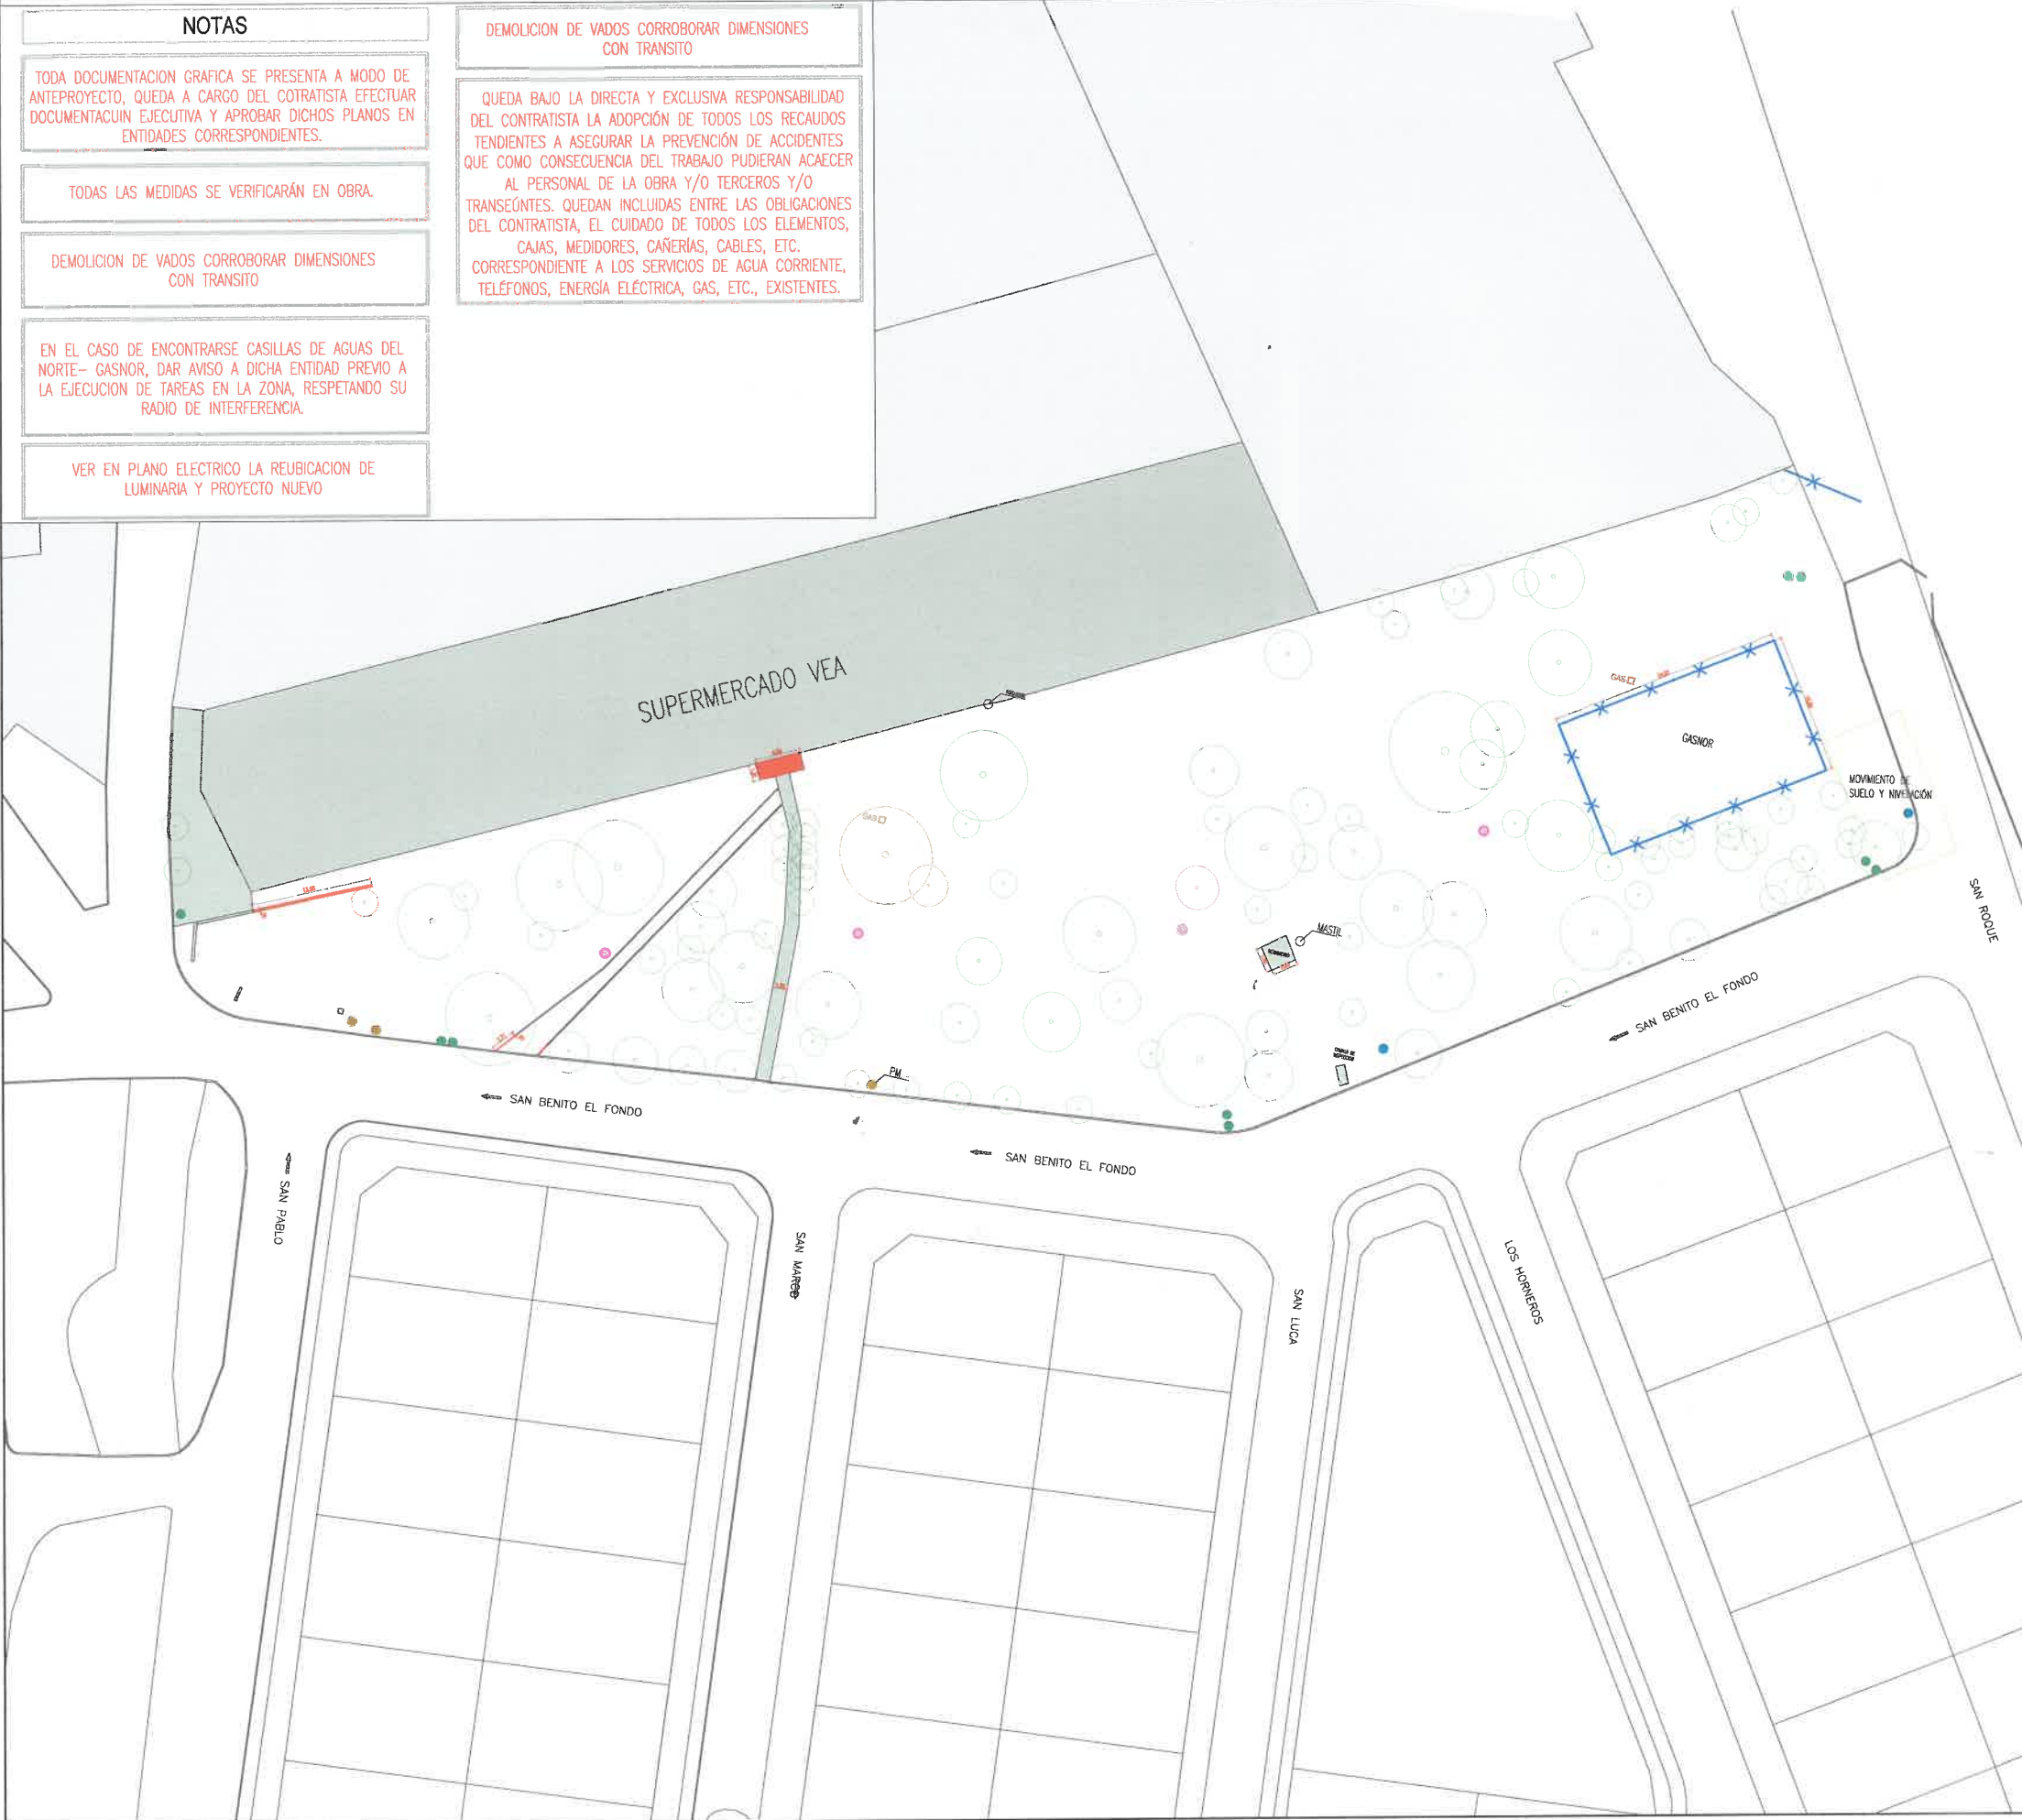 NOTAS
TODA DOCUMENTACION GRAFICA SE PRESENTA A MODO DE
ANTEPROYECTO, QUEDA A CARGO DEL COTRATISTA EFECTUAR
DOCUMENTACUIN EJECUTIVA Y APROBAR DICHOS PLANOS EN
ENTIDADES CORRESPONDIENTES.
TODAS LAS MEDIDAS SE VERIFICARÁN EN OBRA.
DEMOLICION DE VADOS CORROBORAR DIMENSIONES
CON TRANSITO
EN EL CASO DE ENCONTRARSE CASILLAS DE AGUAS DEL
NORTE- GASNOR, DAR AVISO A DICHA ENTIDAD PREVIO A
LA EJECUCION DE TAREAS EN LA ZONA, RESPETANDO SU
RADIO DE INTERFERENCIA.
VER EN PLANO ELECTRICO LA REUBICACION DE
LUMINARIA Y PROYECTO NUEVO
DEMOLICION DE VADOS CORROBORAR DIMENSIONES
CON TRANSITO
QUEDA BAJO LA DIRECTA Y EXCLUSIVA RESPONSABILIDAD
DEL CONTRATISTA LA ADOPCIÓN DE TODOS LOS RECAUDOS
TENDIENTES A ASEGURAR LA PREVENCIÓN DE ACCIDENTES
QUE COMO CONSECUENCIA DEL TRABAJO PUDIERAN ACAECER
AL PERSONAL DE LA OBRA Y/O TERCEROS Y/O
TRANSEÚNTES. QUEDAN INCLUIDAS ENTRE LAS OBLIGACIONES
DEL CONTRATISTA, EL CUIDADO DE TODOS LOS ELEMENTOS,
CAJAS, MEDIDORES, CAÑERÍAS, CABLES, ETC.
CORRESPONDIENTE A LOS SERVICIOS DE AGUA CORRIENTE,
TELÉFONOS, ENERGÍA ELÉCTRICA, GAS, ETC., EXISTENTES.
SUPERMERCADO VEA
GAS
GASNOR
MOVIMIENTO DE
SUELO Y NIVELACIÓN
GAS
MASTIL
SAN ROQUE
SAN BENITO EL FONDO
PM
SAN BENITO EL FONDO
SAN BENITO EL FONDO
SAN PABLO
SAN MARCO
SAN LUCA
LOS HORNEROS